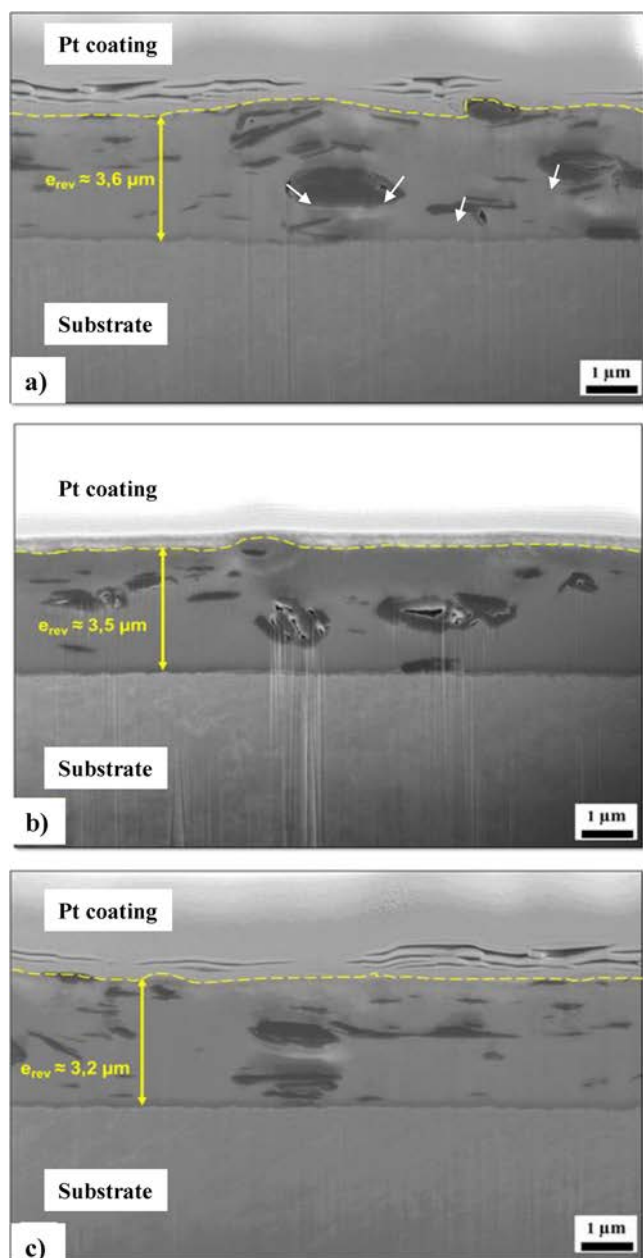 Pt coating
e_rev ≈ 3,6 µm
Substrate
1 µm
a)
Pt coating
e_rev ≈ 3,5 µm
Substrate
1 µm
b)
Pt coating
e_rev ≈ 3,2 µm
Substrate
1 µm
c)